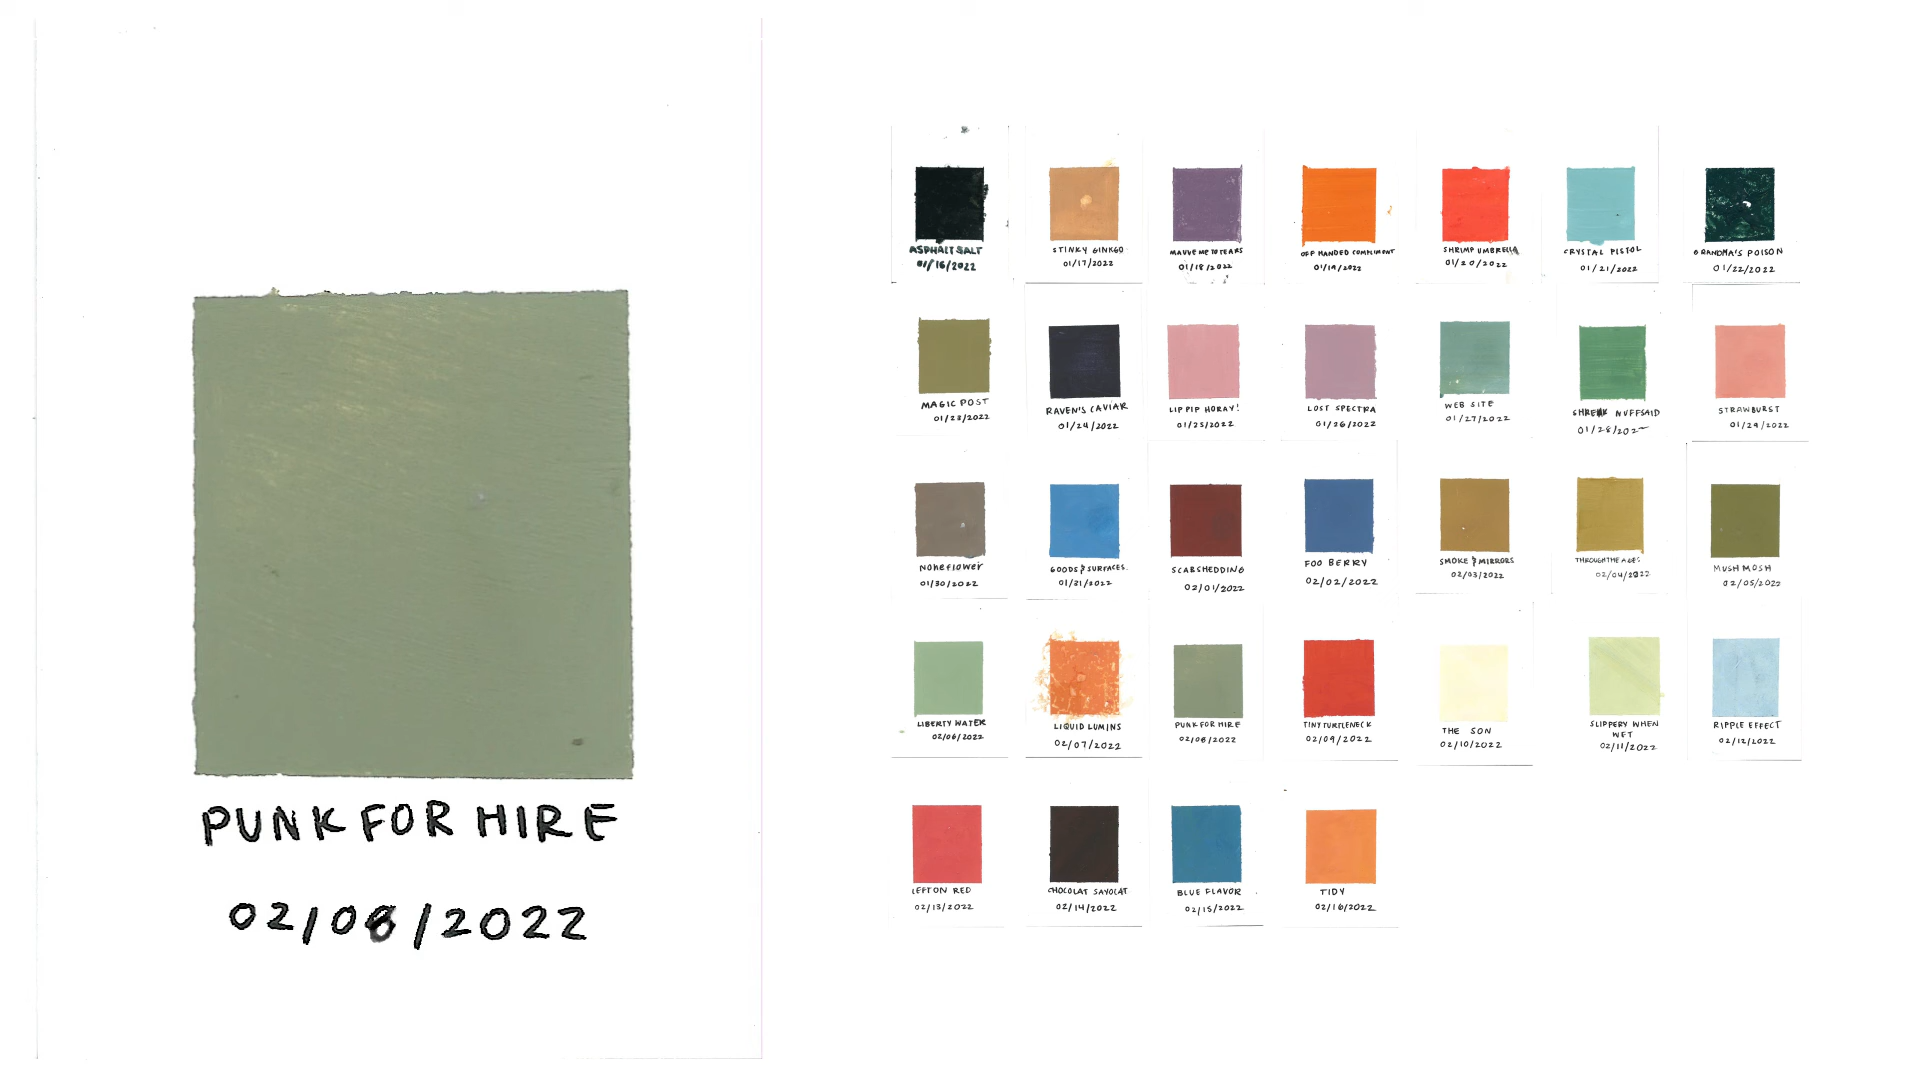 PUNK FOR HIRE
02/08/2022
ASPHALT SALT
01/16/2022
STINKY GINKGO
01/17/2022
MAUVE ME TO TEARS
01/18/2022
OFF HANDED COMPLIMENT
01/19/2022
SHRIMP UMBRELLA
01/20/2022
CRYSTAL PISTOL
01/21/2022
GRANDMA'S POISON
01/22/2022
MAGIC POST
01/23/2022
RAVEN'S CAVIAR
01/24/2022
LIP PIP HORAY!
01/25/2022
LOST SPECTRA
01/26/2022
WEB SITE
01/27/2022
NUFFSAID
01/28/202
STRAWBURST
01/29/2022
Noneflower
01/30/2022
GOODS & SURFACES.
01/31/2022
SCABSHEDDING
02/01/2022
FOO BERRY
02/02/2022
SMOKE & MIRRORS
02/03/2022
THROUGH THE AGES
02/04/2022
MUSH MOSH
02/05/2022
LIBERTY WATER
02/06/2022
LIQUID LUMINS
02/07/2022
PUNK FOR HIRE
02/08/2022
TINY TURTLENECK
02/09/2022
THE SON
02/10/2022
SLIPPERY WHEN
WET
02/11/2022
RIPPLE EFFECT
02/12/2022
LEFTON RED
02/13/2022
CHOCOLAT SAVOLAT
02/14/2022
BLUE FLAVOR
02/15/2022
TIDY
02/16/2022